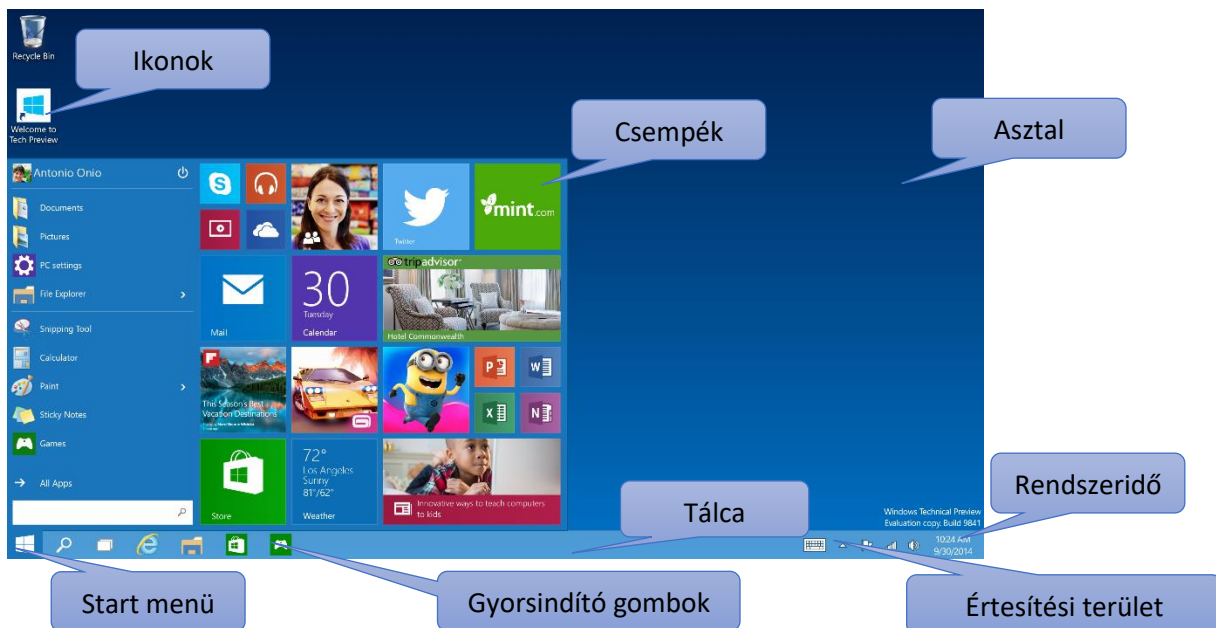 Recycle Bin
Ikonok
Welcome to
Tech Preview
Csempék
Asztal
Antonio Onio
Documents
Pictures
PC settings
File Explorer
Snipping Tool
Calculator
Paint
Sticky Notes
Games
All Apps
S
Twitter
mint.com
Mail
30
Tuesday
Calendar
tripadvisor
Hotel Commonwealth
This Season's Best
Vacation Destinations
P
W
X
N
Store
72°
Los Angeles
Sunny
81°/62°
Weather
Innovative ways to teach computers
to kids
Tálca
Rendszeridő
Windows Technical Preview
Evaluation copy. Build 9841
10:24 AM
9/30/2014
Start menü
Gyorsindító gombok
Értesítési terület